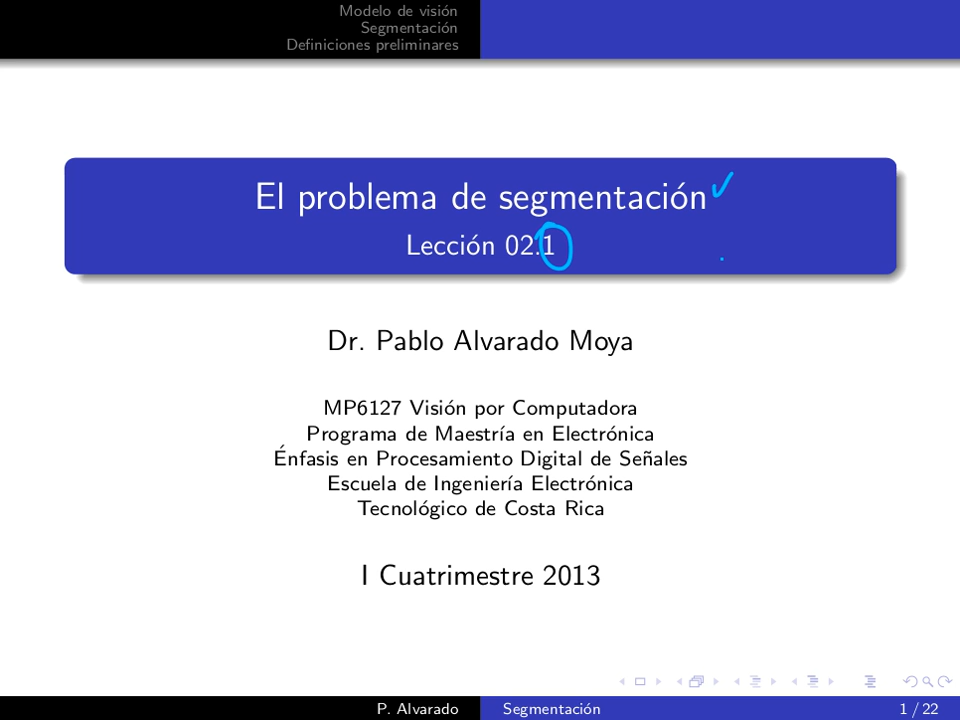 Modelo de visión
Segmentación
Definiciones preliminares
El problema de segmentación
Lección 02.1
Dr. Pablo Alvarado Moya
MP6127 Visión por Computadora
Programa de Maestría en Electrónica
Énfasis en Procesamiento Digital de Señales
Escuela de Ingeniería Electrónica
Tecnológico de Costa Rica
I Cuatrimestre 2013
P. Alvarado Segmentación 1 / 22